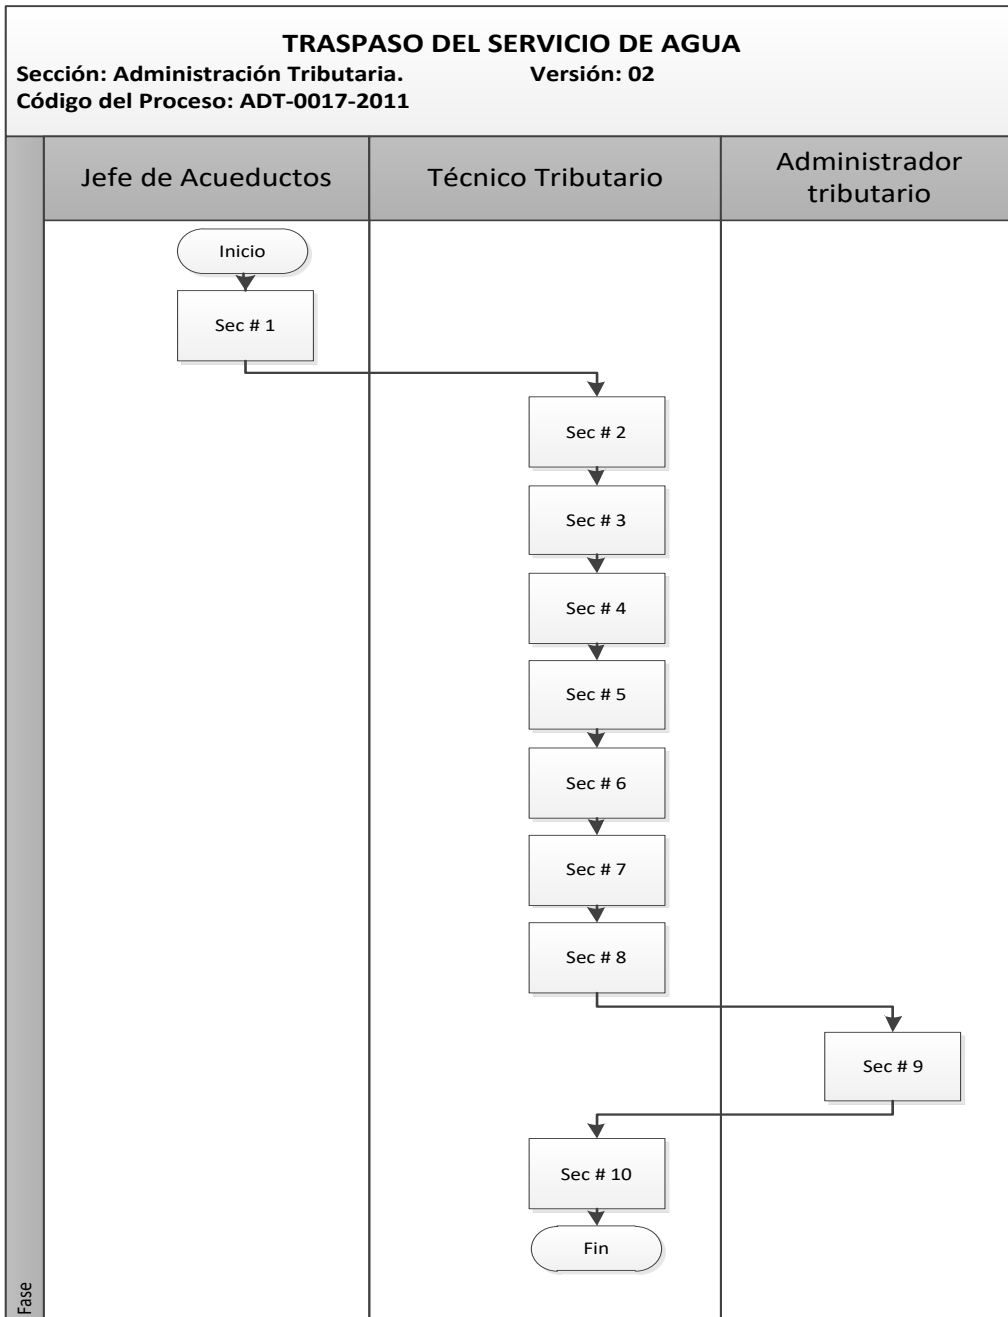 TRASPASO DEL SERVICIO DE AGUA
Sección: Administración Tributaria. Versión: 02
Código del Proceso: ADT-0017-2011
Jefe de Acueductos
Técnico Tributario
Administrador
tributario
Inicio
Sec # 1
Sec # 2
Sec # 3
Sec # 4
Sec # 5
Sec # 6
Sec # 7
Sec # 8
Sec # 9
Sec # 10
Fin
Fase